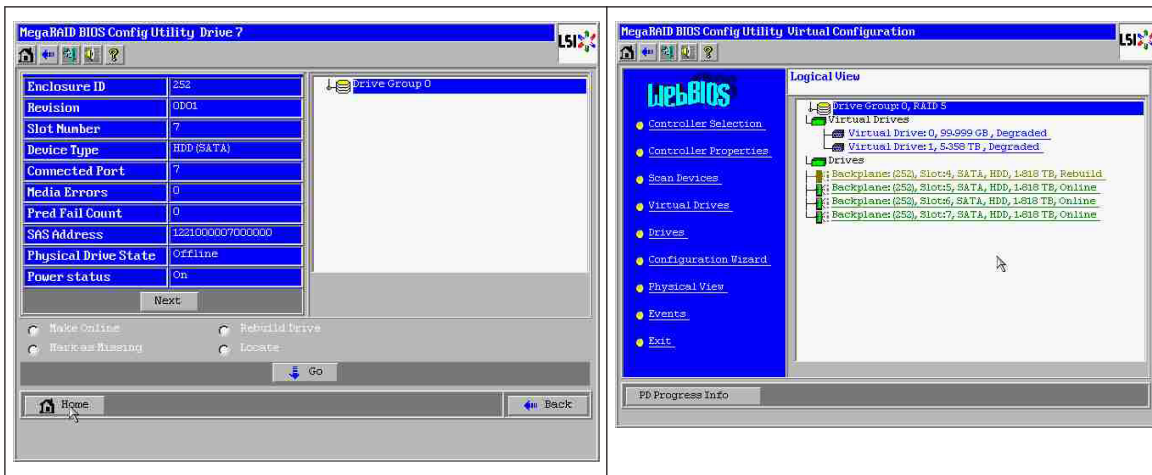 MegaRAID BIOS Config Utility Drive 7
LSI
Enclosure ID 252
Revision 0D01
Slot Number 7
Device Type HDD (SATA)
Connected Port 7
Media Errors 0
Pred Fail Count 0
SAS Address 1221000007000000
Physical Drive State Offline
Power status On
Next
Drive Group 0
Make Online Rebuild Drive
Mark as Missing Locate
Go
Home Back
MegaRAID BIOS Config Utility Virtual Configuration
LSI
WebBIOS
Controller Selection
Controller Properties
Scan Devices
Virtual Drives
Drives
Configuration Wizard
Physical View
Events
Exit
Logical View
Drive Group: 0, RAID 5
Virtual Drives
Virtual Drive: 0, 99.999 GB, Degraded
Virtual Drive: 1, 5.358 TB, Degraded
Drives
Backplane: (252), Slot:4, SATA, HDD, 1.818 TB, Rebuild
Backplane: (252), Slot:5, SATA, HDD, 1.818 TB, Online
Backplane: (252), Slot:6, SATA, HDD, 1.818 TB, Online
Backplane: (252), Slot:7, SATA, HDD, 1.818 TB, Online
PD Progress Info